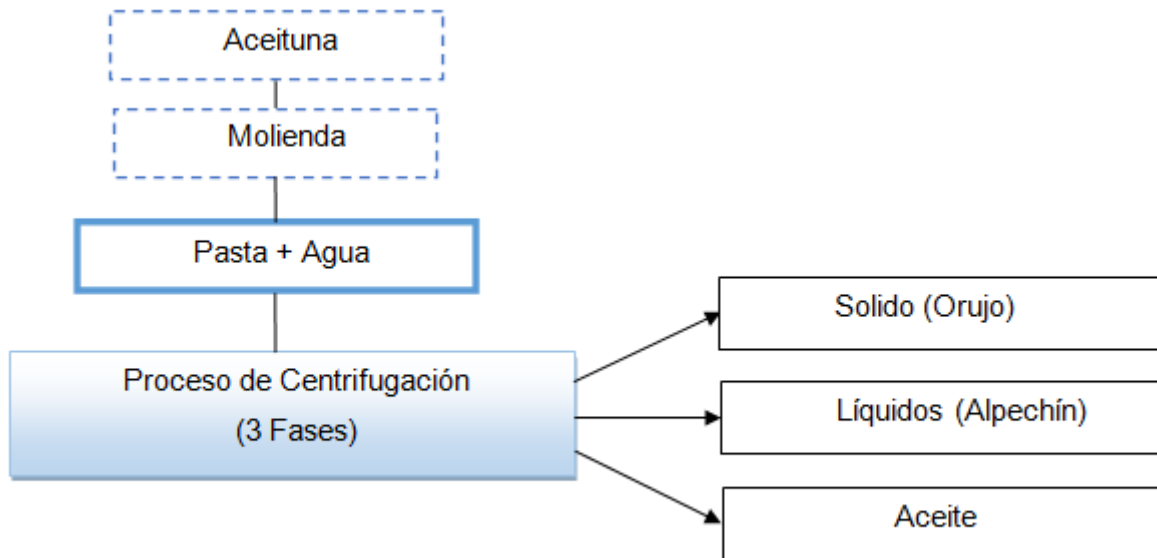 Aceituna
Molienda
Pasta + Agua
Proceso de Centrifugación
(3 Fases)
Solido (Orujo)
Líquidos (Alpechín)
Aceite